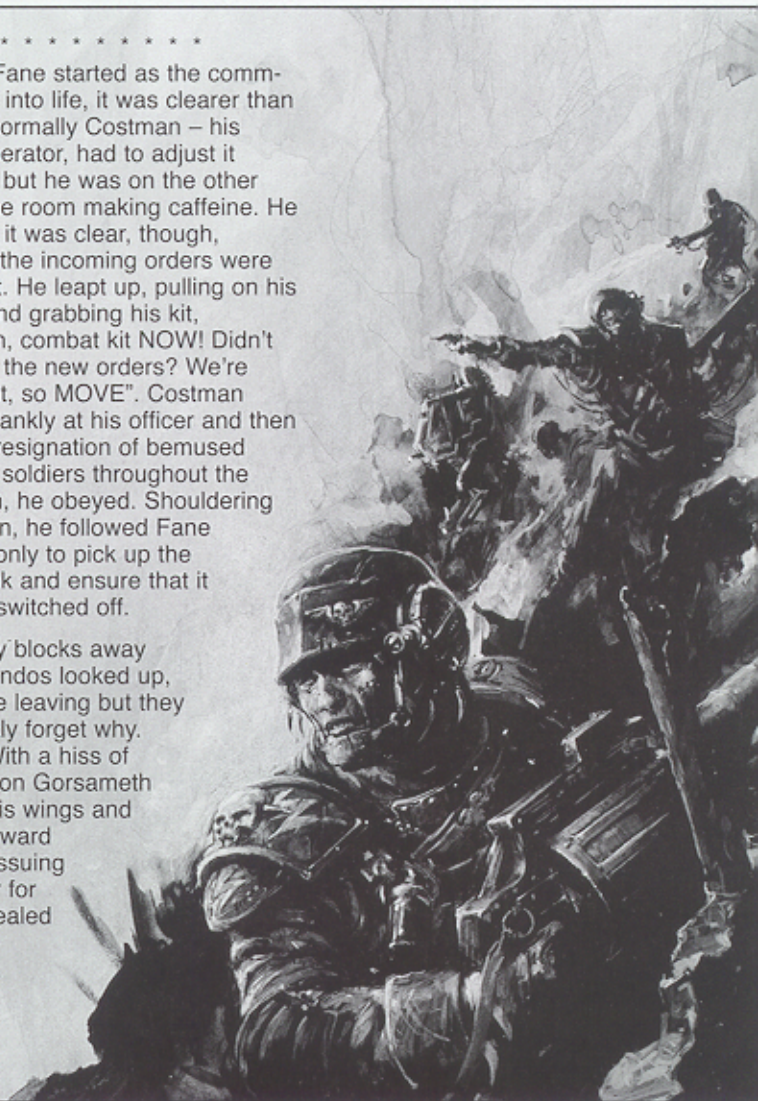 * * * * * * * * *
Fane started as the comm-
into life, it was clearer than
ormally Costman – his
erator, had to adjust it
but he was on the other
e room making caffeine. He
it was clear, though,
the incoming orders were
t. He leapt up, pulling on his
nd grabbing his kit,
n, combat kit NOW! Didn't
the new orders? We're
t, so MOVE". Costman
ankly at his officer and then
resignation of bemused
soldiers throughout the
n, he obeyed. Shouldering
n, he followed Fane
only to pick up the
k and ensure that it
switched off.
y blocks away
ndos looked up,
e leaving but they
ly forget why.
With a hiss of
on Gorsameth
is wings and
ward
ssuing
r for
ealed